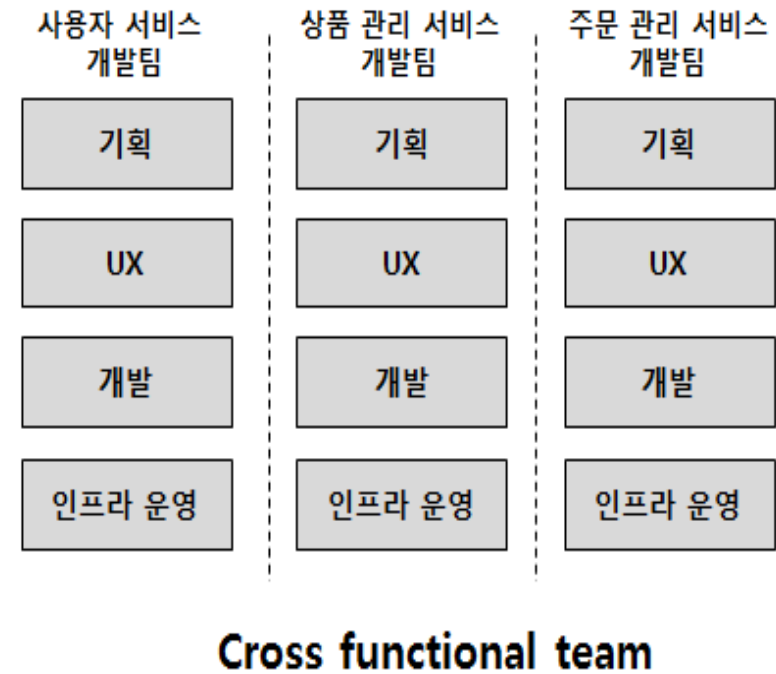 사용자 서비스
개발팀
상품 관리 서비스
개발팀
주문 관리 서비스
개발팀
기획
기획
기획
UX
UX
UX
개발
개발
개발
인프라 운영
인프라 운영
인프라 운영
Cross functional team